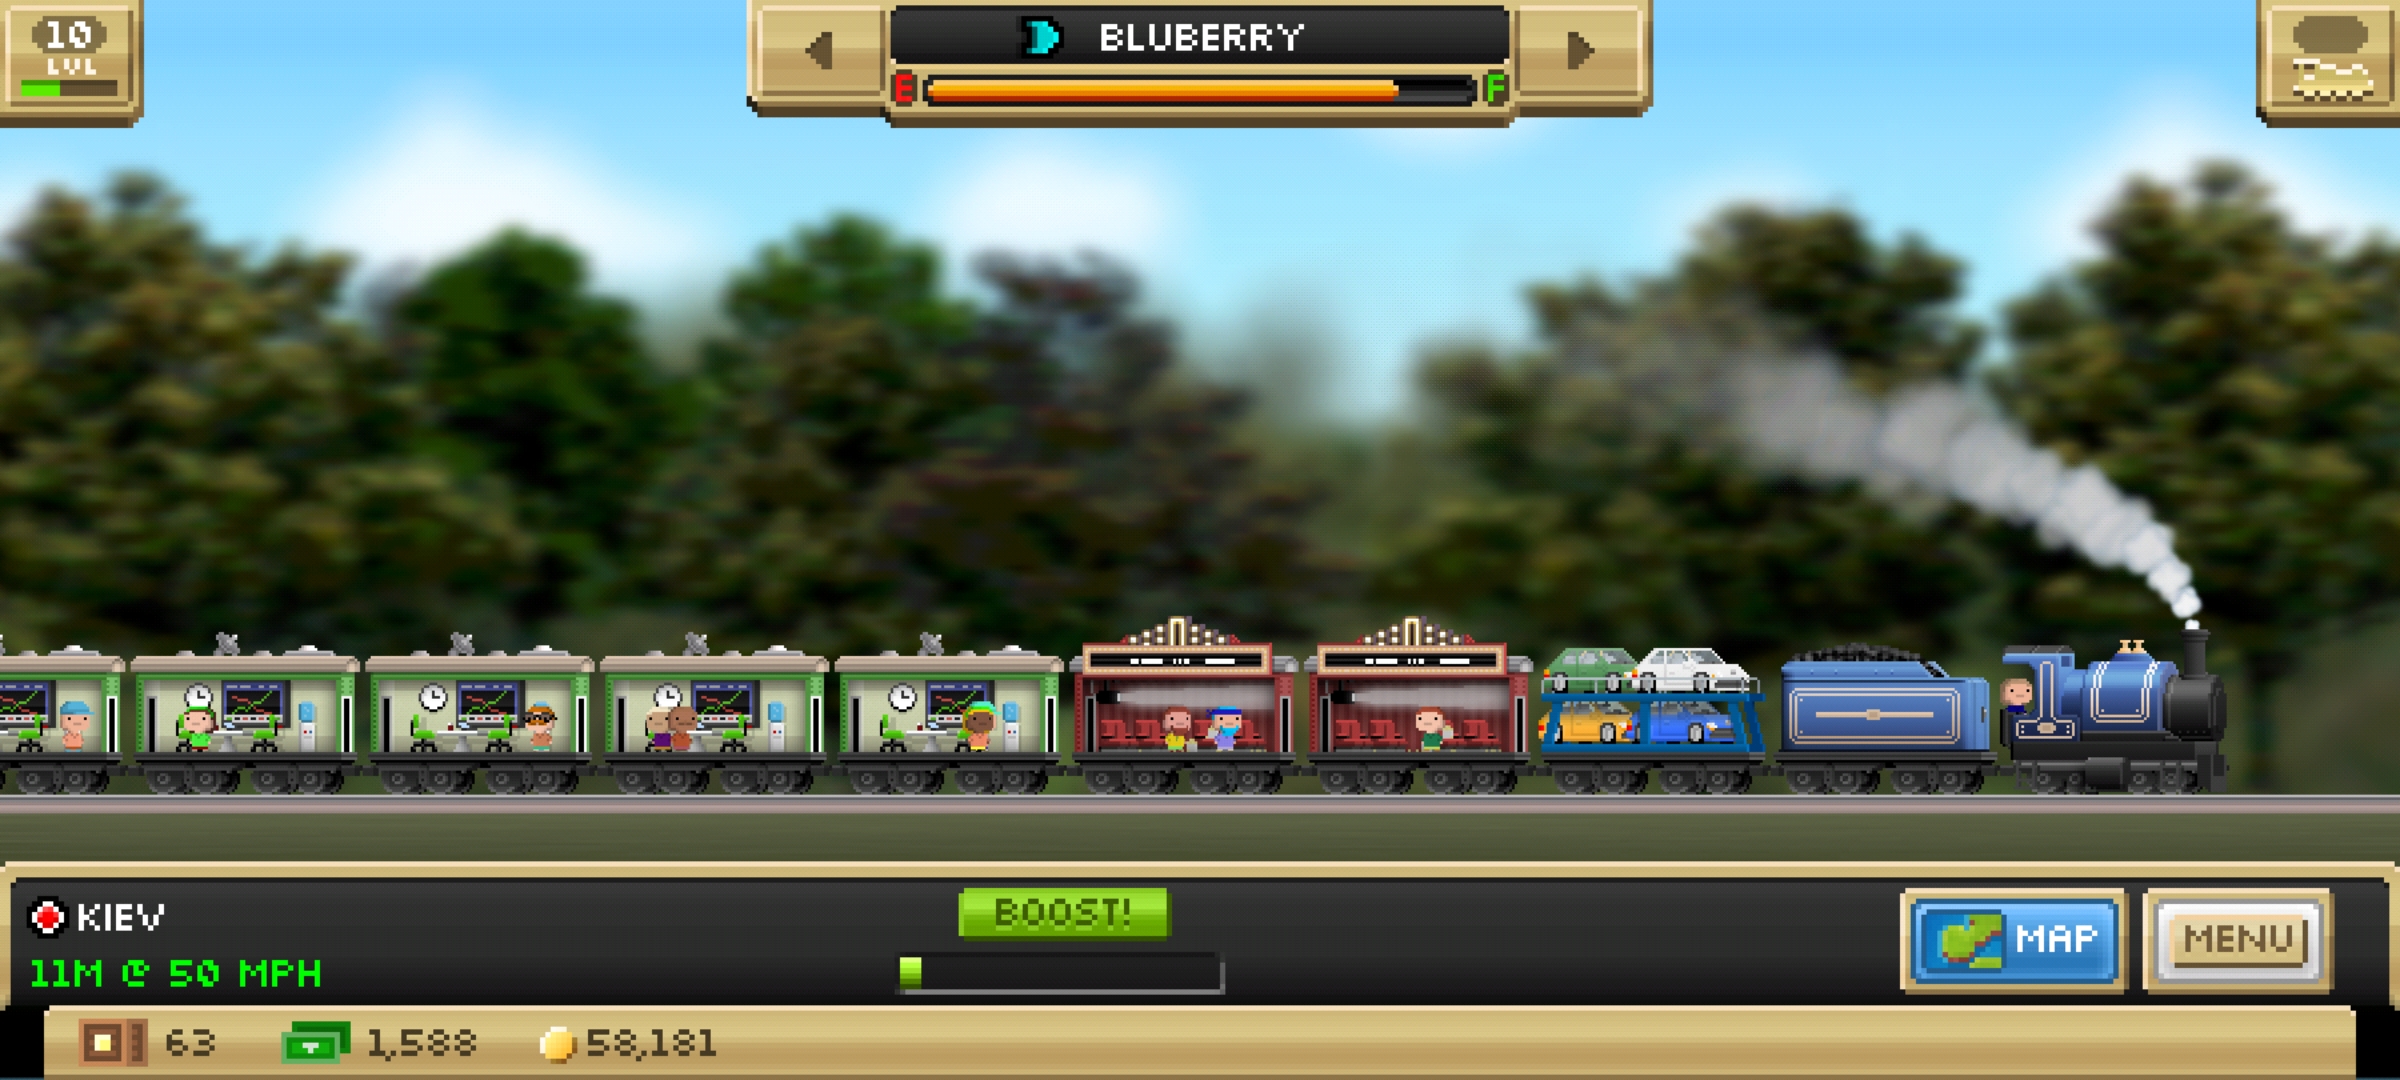 10
LVL
BLUBERRY
E
F
KIEV
11M @ 50 MPH
BOOST!
MAP
MENU
63
1,588
58,181